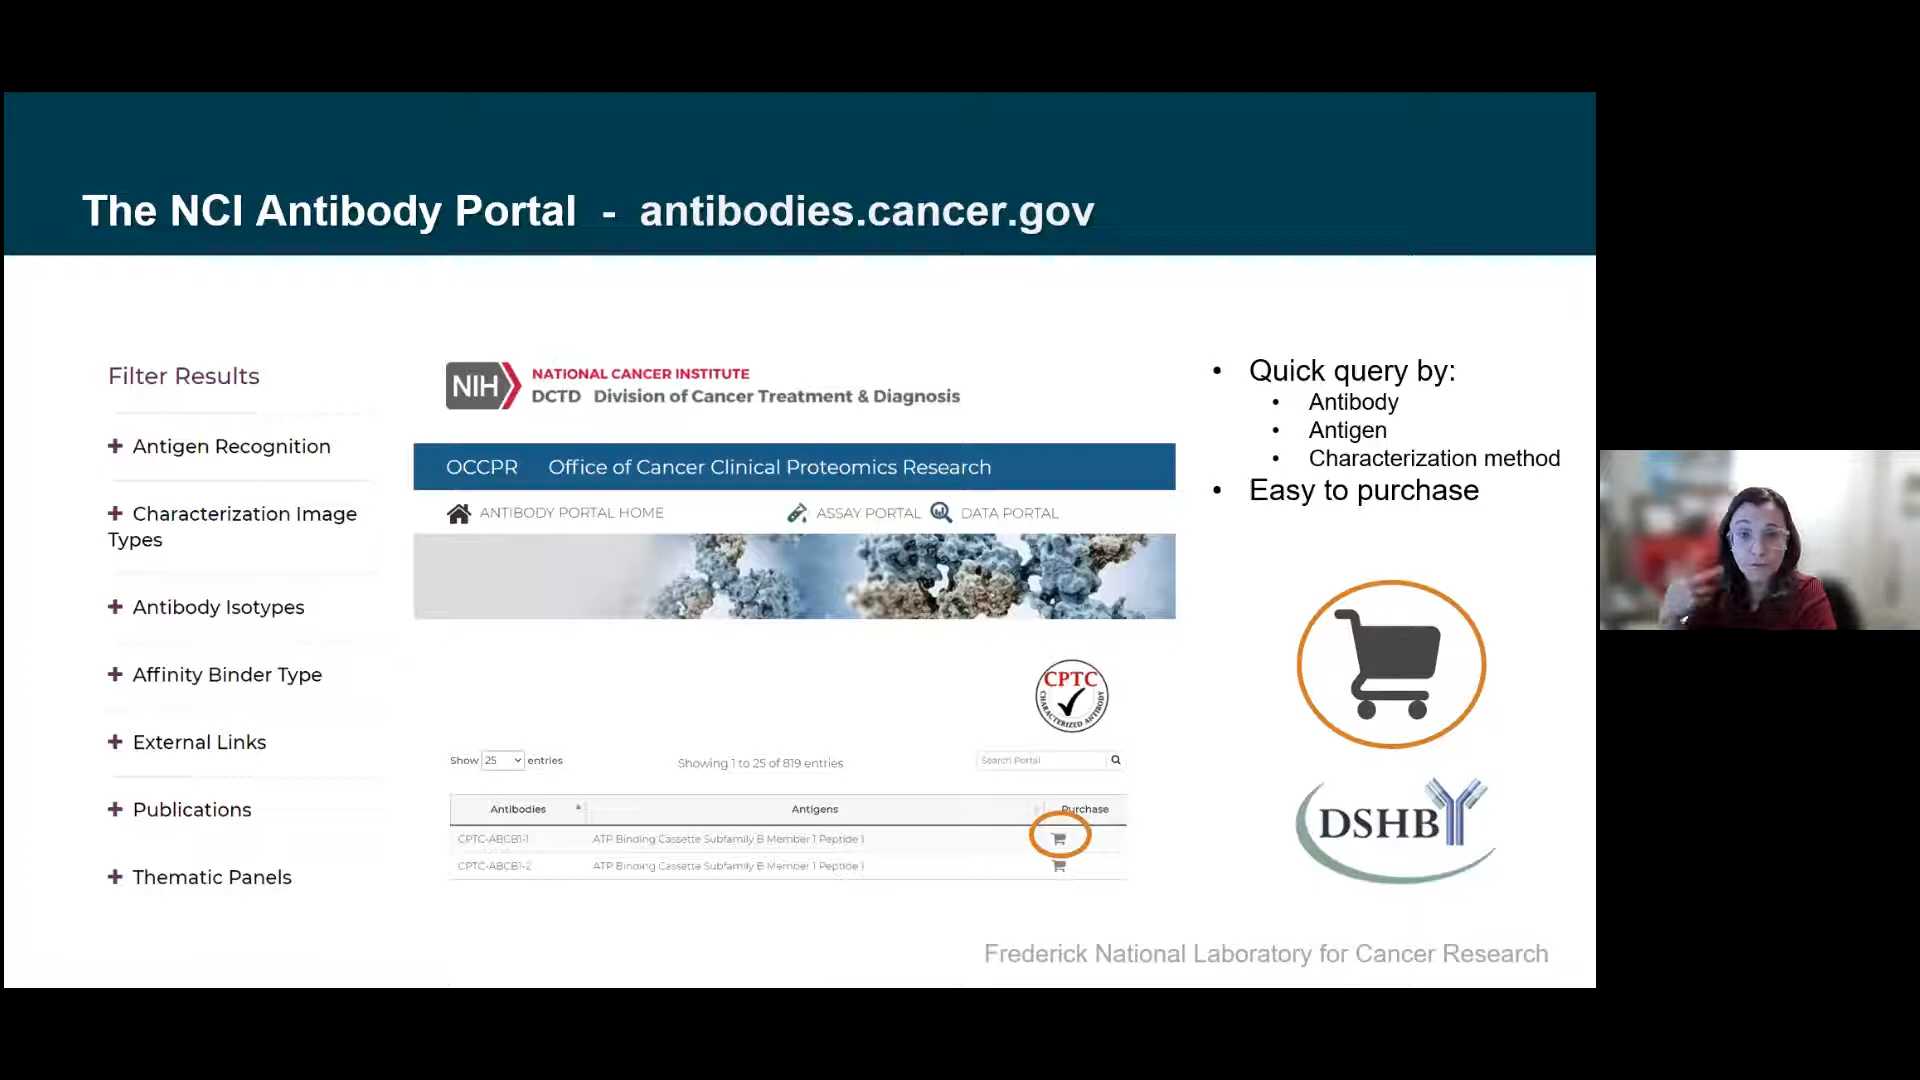 The NCI Antibody Portal - antibodies.cancer.gov
Filter Results
+ Antigen Recognition
+ Characterization Image
Types
+ Antibody Isotypes
+ Affinity Binder Type
+ External Links
+ Publications
+ Thematic Panels
NIH
NATIONAL CANCER INSTITUTE
DCTD Division of Cancer Treatment & Diagnosis
OCCPR Office of Cancer Clinical Proteomics Research
ANTIBODY PORTAL HOME
ASSAY PORTAL
DATA PORTAL
CPTC
CHARACTERIZED ANTIBODY
Show 25 entries
Showing 1 to 25 of 819 entries
Search Portal
Antibodies Antigens Purchase
CPTC-ABCB1-1 ATP Binding Cassette Subfamily B Member 1 Peptide 1
CPTC-ABCB1-2 ATP Binding Cassette Subfamily B Member 1 Peptide 1
• Quick query by:
• Antibody
• Antigen
• Characterization method
• Easy to purchase
DSHB
Frederick National Laboratory for Cancer Research